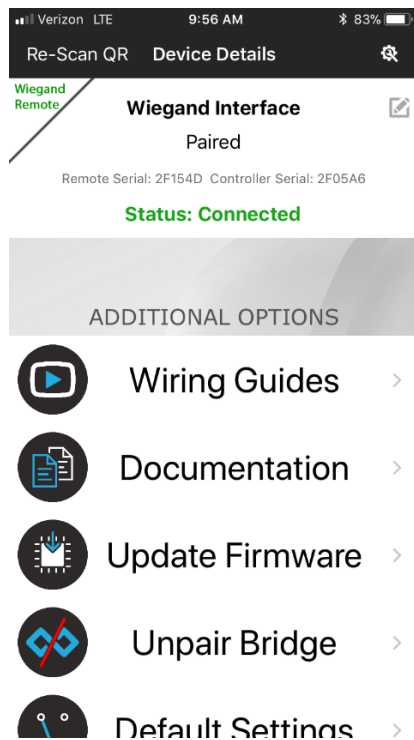 Verizon LTE 9:56 AM 83%
Re-Scan QR Device Details
Wiegand
Remote
Wiegand Interface
Paired
Remote Serial: 2F154D Controller Serial: 2F05A6
Status: Connected
ADDITIONAL OPTIONS
Wiring Guides
Documentation
Update Firmware
Unpair Bridge
Default Settings